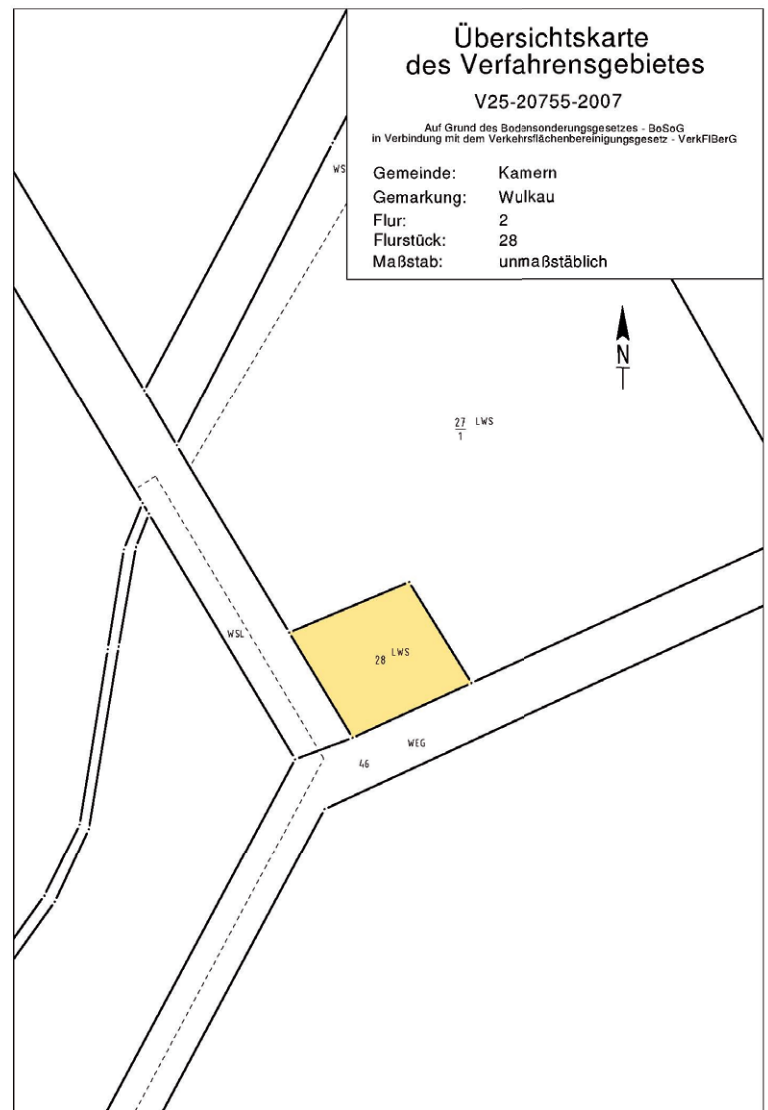 Übersichtskarte
des Verfahrensgebietes
V25-20755-2007
Auf Grund des Bodensonderungsgesetzes - BoSoG
in Verbindung mit dem Verkehrsflächenbereinigungsgesetz - VerkFlBerG
Gemeinde: Kamern
Gemarkung: Wulkau
Flur: 2
Flurstück: 28
Maßstab: unmaßstäblich
WS
N
27 LWS
1
WSL
28 LWS
WEG
46